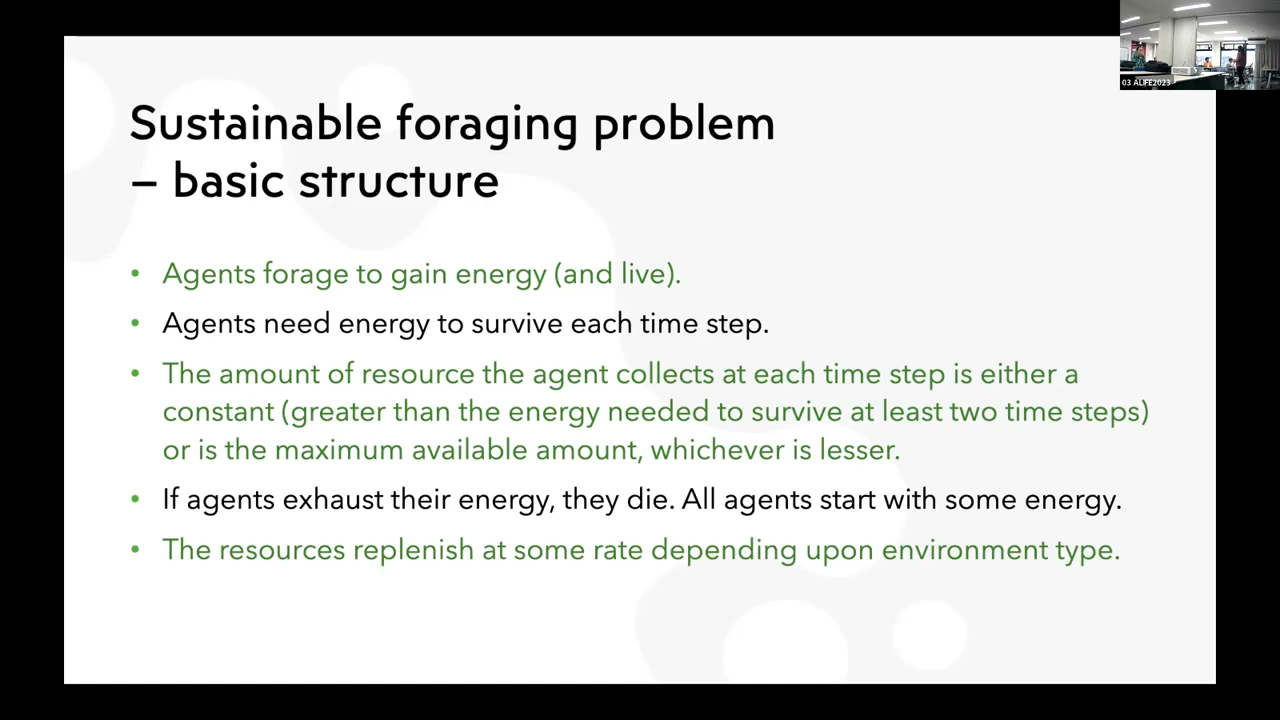 Sustainable foraging problem
– basic structure
• Agents forage to gain energy (and live).
• Agents need energy to survive each time step.
• The amount of resource the agent collects at each time step is either a
constant (greater than the energy needed to survive at least two time steps)
or is the maximum available amount, whichever is lesser.
• If agents exhaust their energy, they die. All agents start with some energy.
• The resources replenish at some rate depending upon environment type.
03 ALIFE2023